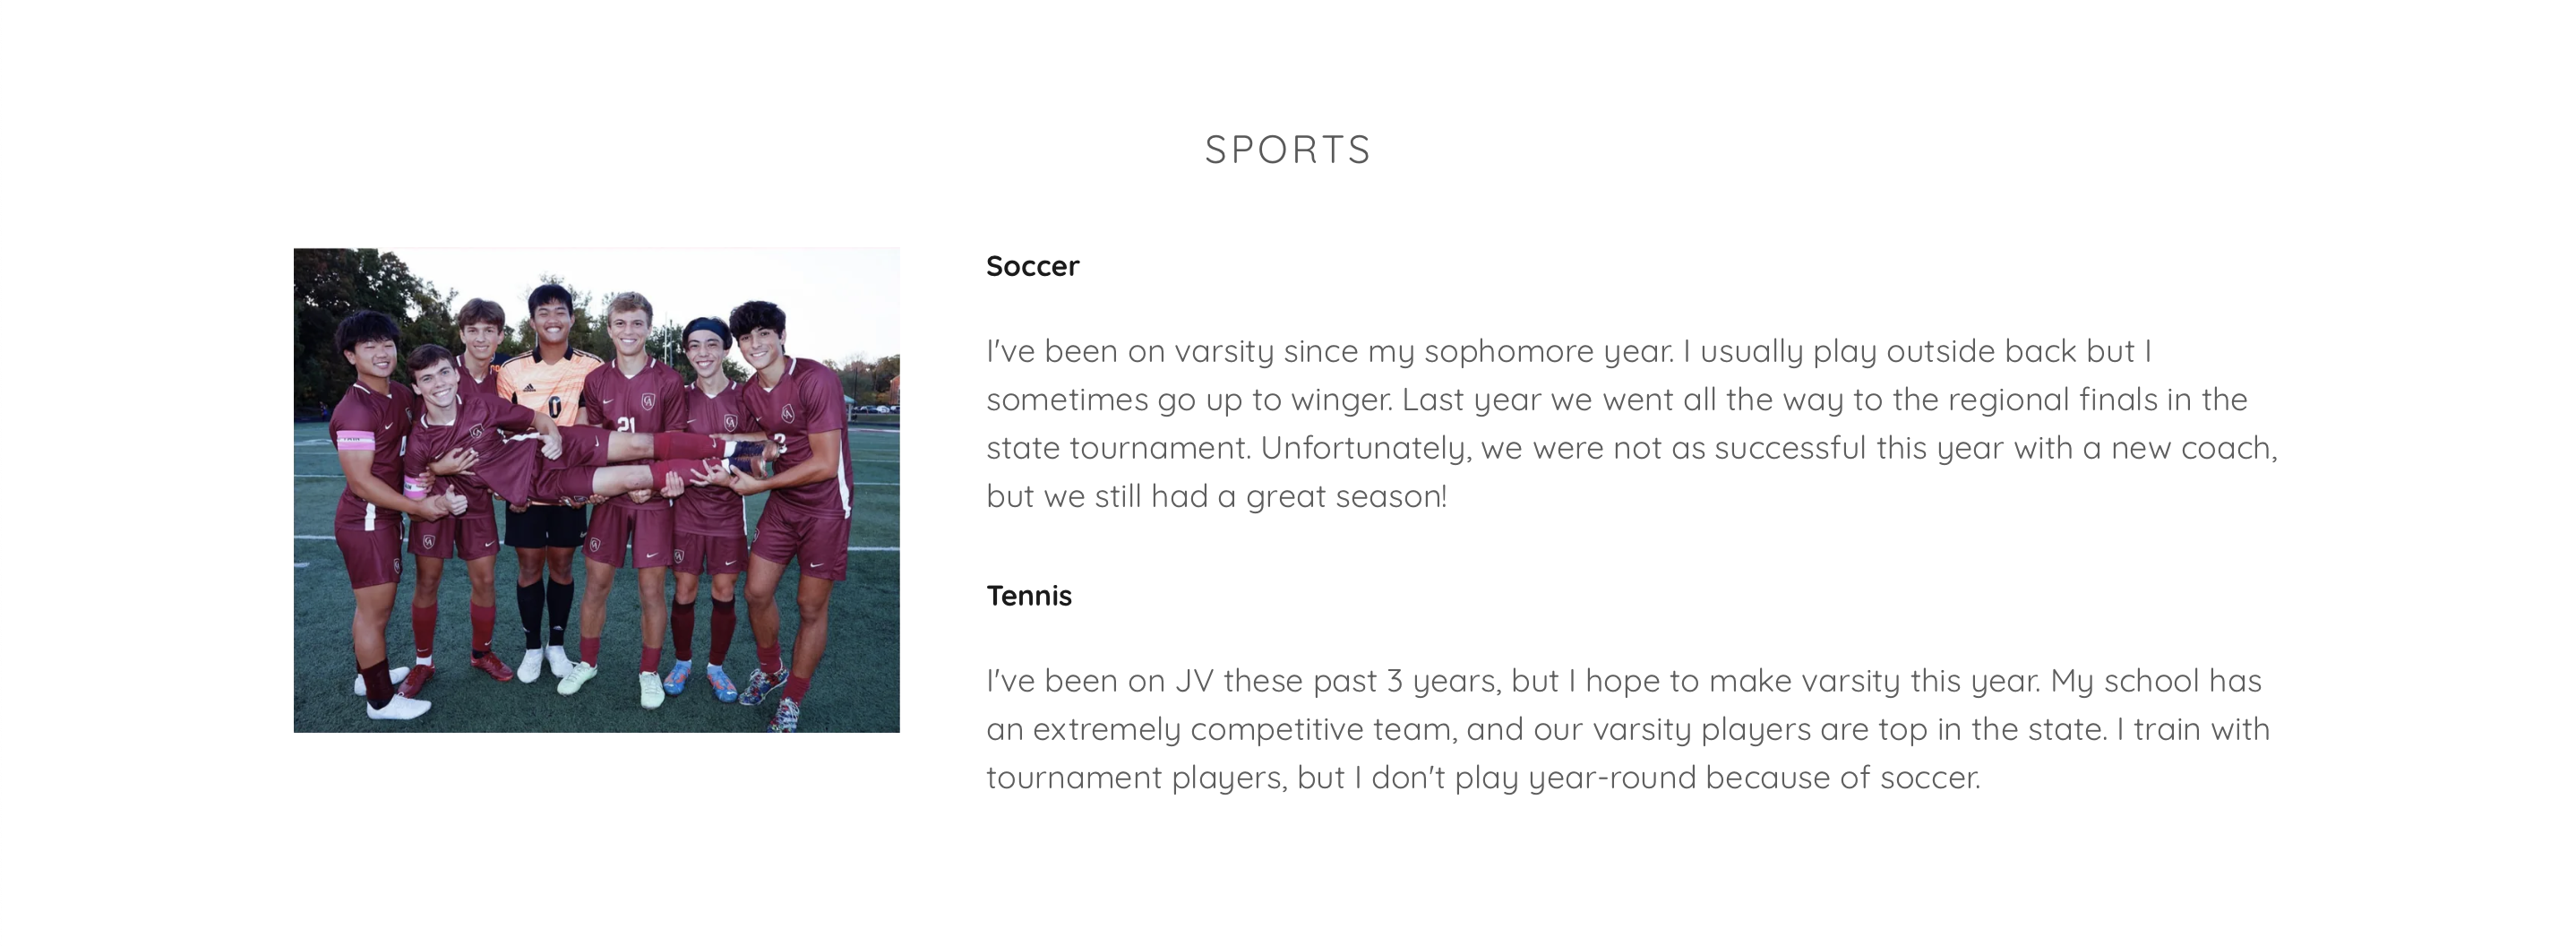 SPORTS
Soccer
I've been on varsity since my sophomore year. I usually play outside back but I
sometimes go up to winger. Last year we went all the way to the regional finals in the
state tournament. Unfortunately, we were not as successful this year with a new coach,
but we still had a great season!
Tennis
I've been on JV these past 3 years, but I hope to make varsity this year. My school has
an extremely competitive team, and our varsity players are top in the state. I train with
tournament players, but I don't play year-round because of soccer.
0
21